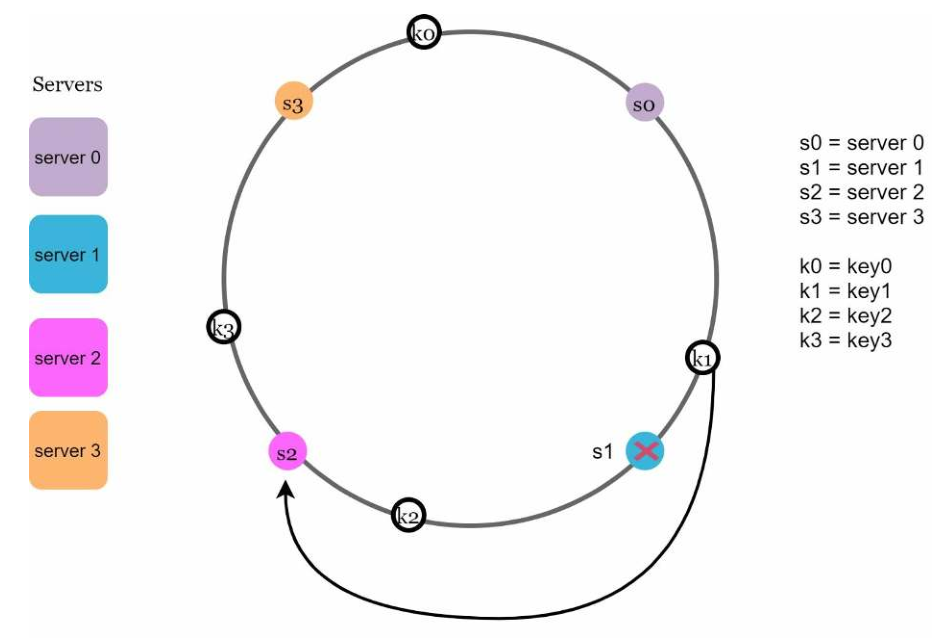 Servers
server 0
server 1
server 2
server 3
k0
s3
s0
k3
k1
s2
s1
k2
s0 = server 0
s1 = server 1
s2 = server 2
s3 = server 3
k0 = key0
k1 = key1
k2 = key2
k3 = key3